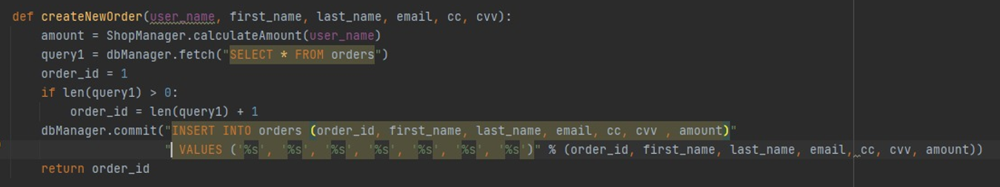 def createNewOrder(user_name, first_name, last_name, email, cc, cvv):
    amount = ShopManager.calculateAmount(user_name)
    query1 = dbManager.fetch("SELECT * FROM orders")
    order_id = 1
    if len(query1) > 0:
        order_id = len(query1) + 1
    dbManager.commit("INSERT INTO orders (order_id, first_name, last_name, email, cc, cvv , amount)"
                     " VALUES ('%s', '%s', '%s', '%s', '%s', '%s', '%s')" % (order_id, first_name, last_name, email, cc, cvv, amount))
    return order_id